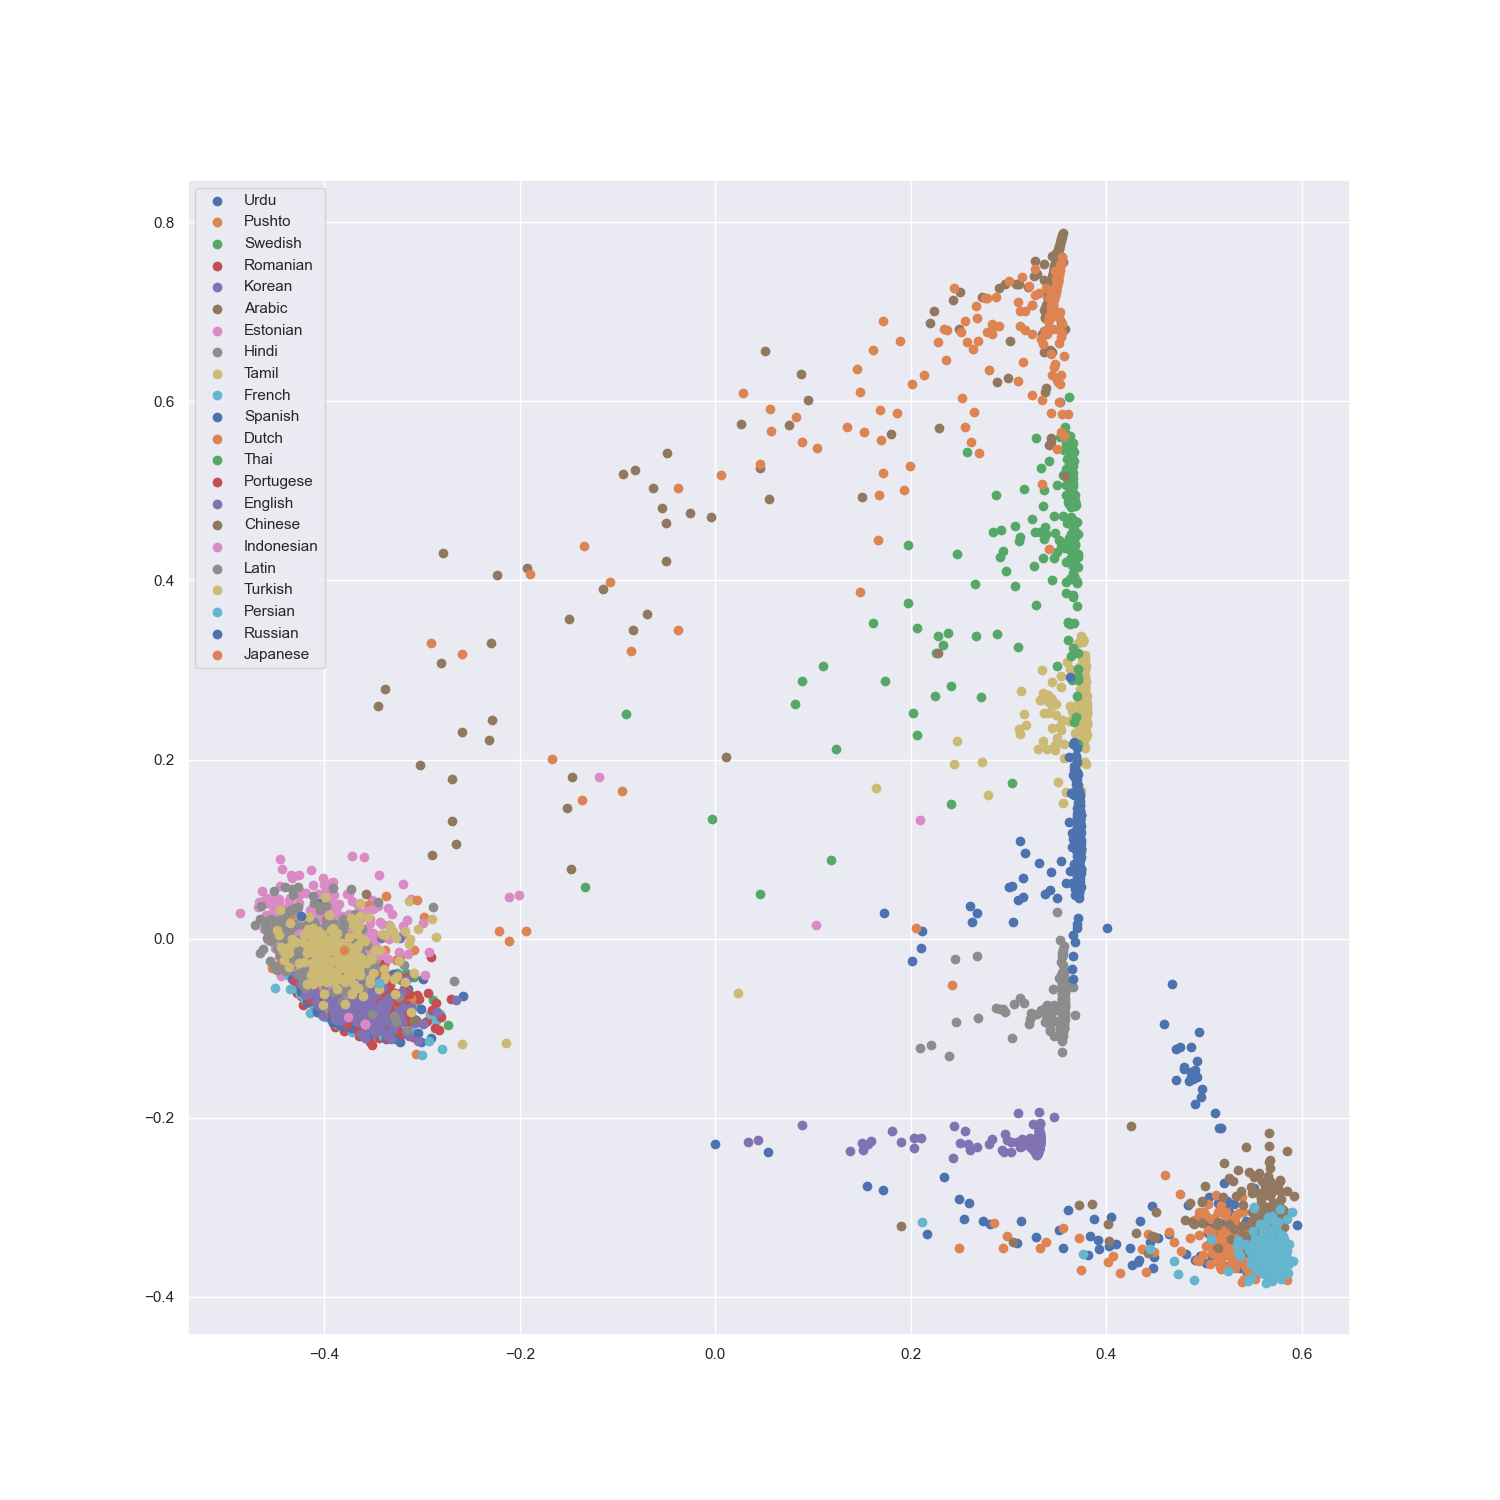 Urdu
Pushto
Swedish
Romanian
Korean
Arabic
Estonian
Hindi
Tamil
French
Spanish
Dutch
Thai
Portugese
English
Chinese
Indonesian
Latin
Turkish
Persian
Russian
Japanese
0.8
0.6
0.4
0.2
0.0
−0.2
−0.4
−0.4 −0.2 0.0 0.2 0.4 0.6